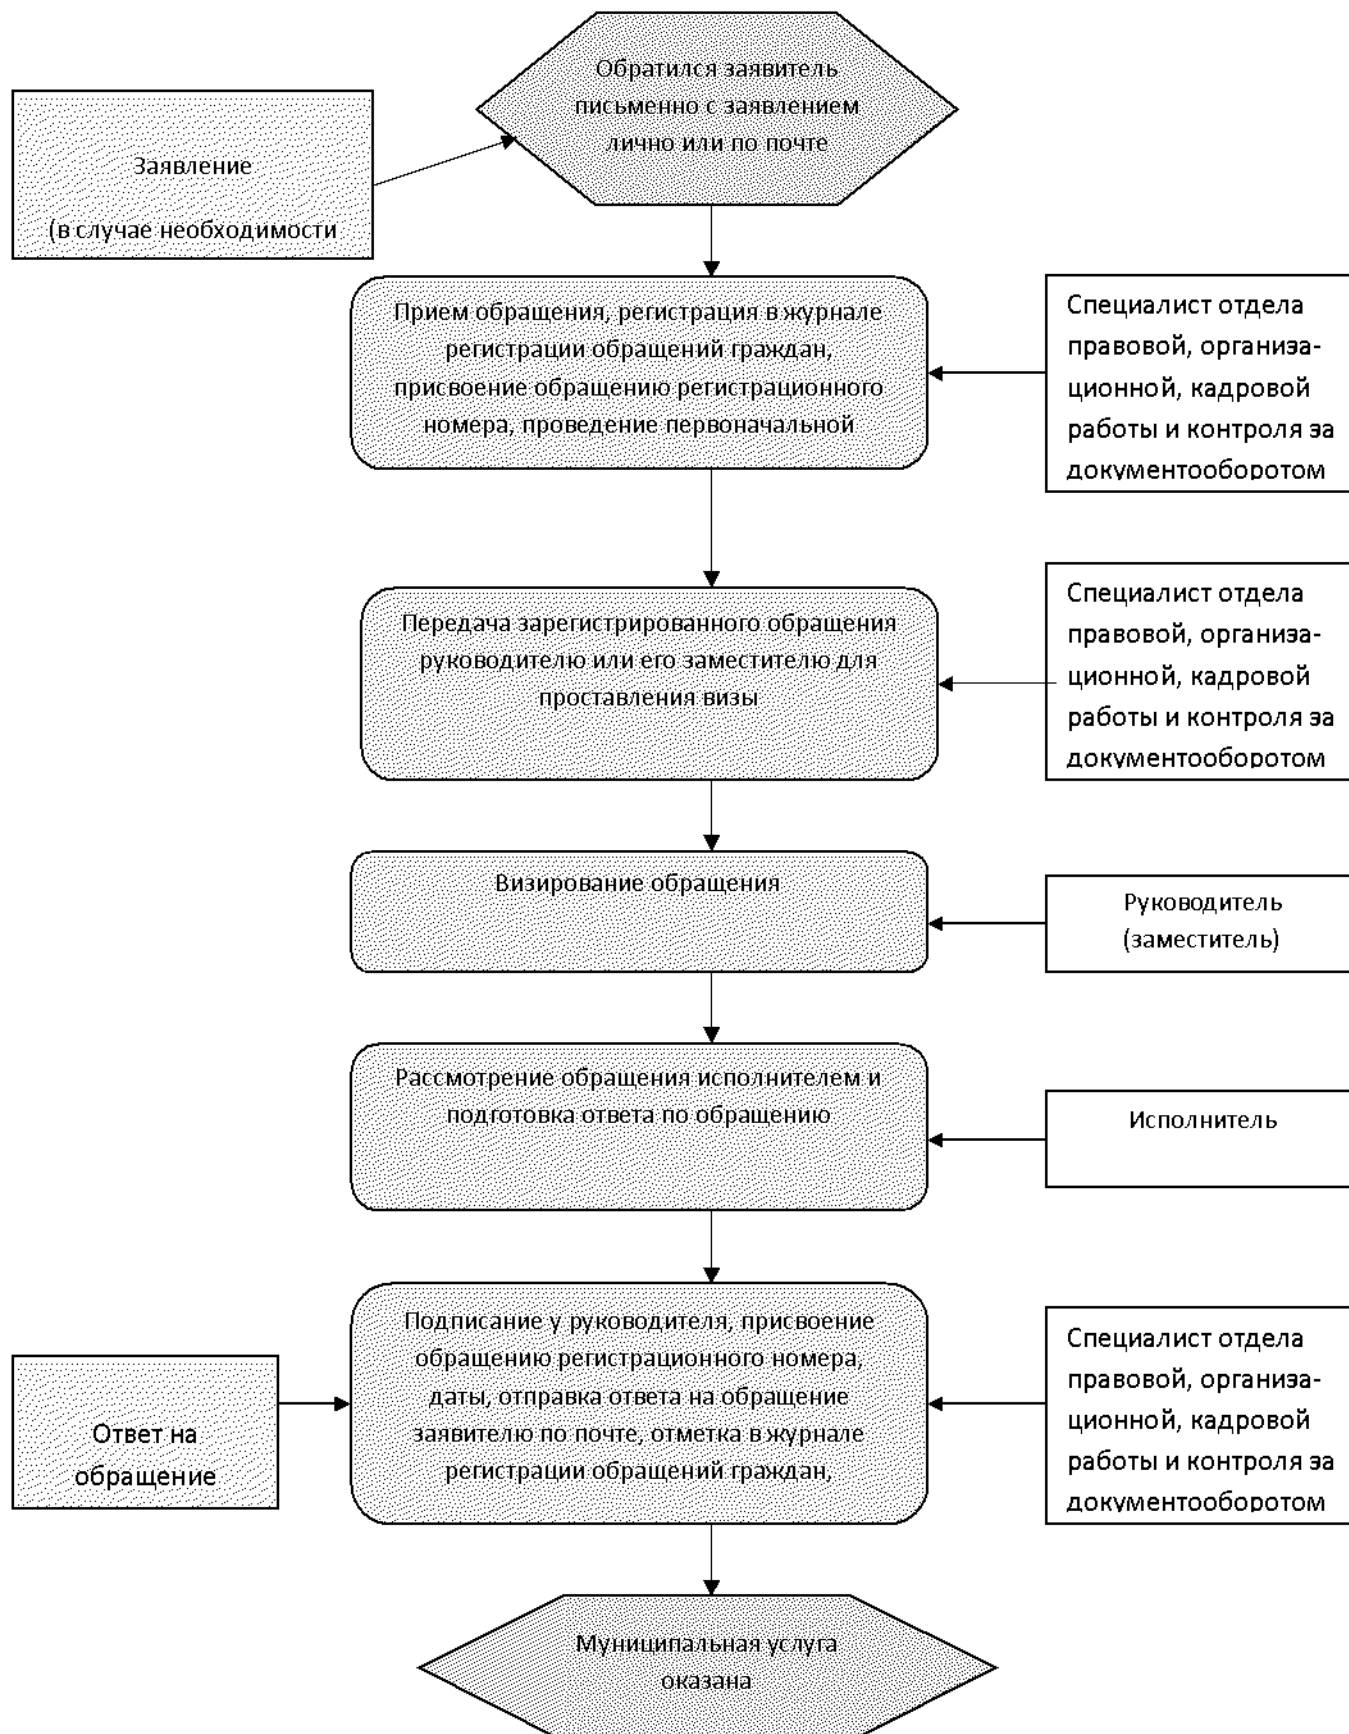 Обратился заявитель
письменно с заявлением
лично или по почте
Заявление
(в случае необходимости
Прием обращения, регистрация в журнале
регистрации обращений граждан,
присвоение обращению регистрационного
номера, проведение первоначальной
Специалист отдела
правовой, организа-
ционной, кадровой
работы и контроля за
документооборотом
Передача зарегистрированного обращения
руководителю или его заместителю для
проставления визы
Специалист отдела
правовой, организа-
ционной, кадровой
работы и контроля за
документооборотом
Визирование обращения
Руководитель
(заместитель)
Рассмотрение обращения исполнителем и
подготовка ответа по обращению
Исполнитель
Подписание у руководителя, присвоение
обращению регистрационного номера,
даты, отправка ответа на обращение
заявителю по почте, отметка в журнале
регистрации обращений граждан,
Ответ на
обращение
Специалист отдела
правовой, организа-
ционной, кадровой
работы и контроля за
документооборотом
Муниципальная услуга
оказана